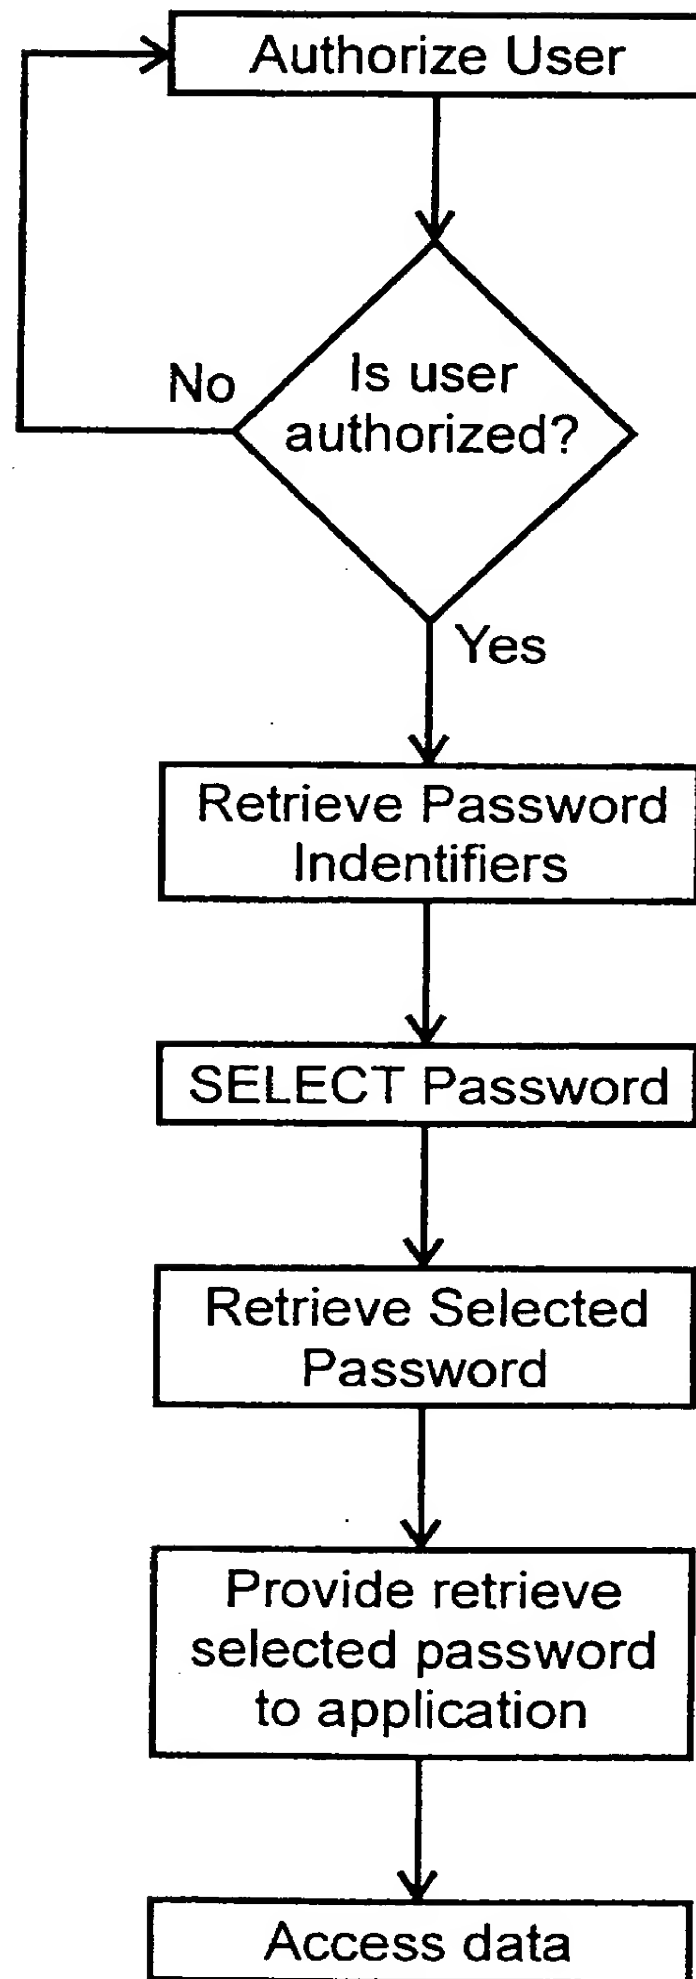 Authorize User
Is user
authorized?
No
Yes
Retrieve Password
Indentifiers
SELECT Password
Retrieve Selected
Password
Provide retrieve
selected password
to application
Access data